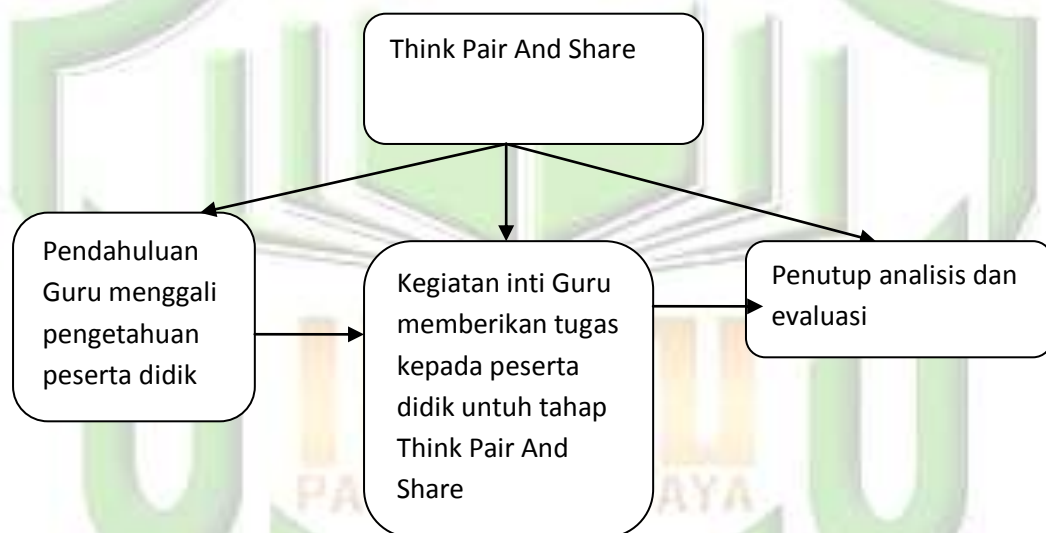 Think Pair And Share
Pendahuluan
Guru menggali
pengetahuan
peserta didik
Kegiatan inti Guru
memberikan tugas
kepada peserta
didik untuh tahap
Think Pair And
Share
Penutup analisis dan
evaluasi